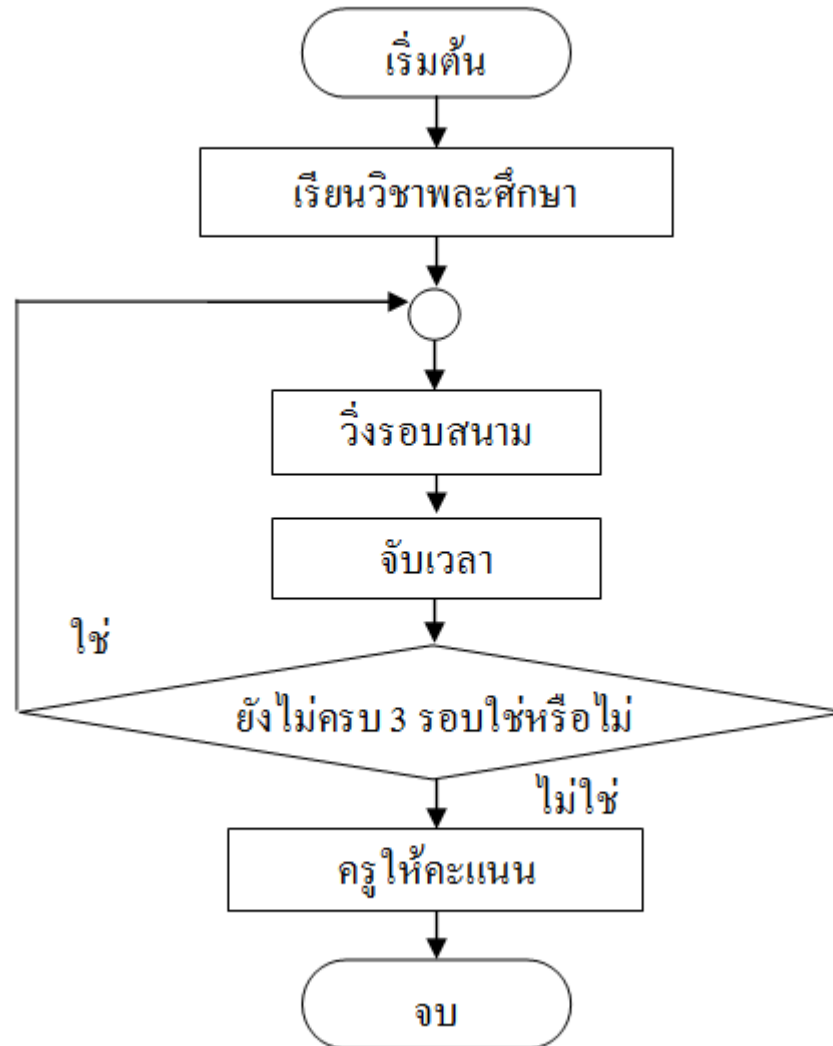 เริ่มต้น
เรียนวิชาพละศึกษา
วิ่งรอบสนาม
จับเวลา
ใช่
ยังไม่ครบ 3 รอบใช่หรือไม่
ไม่ใช่
ครูให้คะแนน
จบ